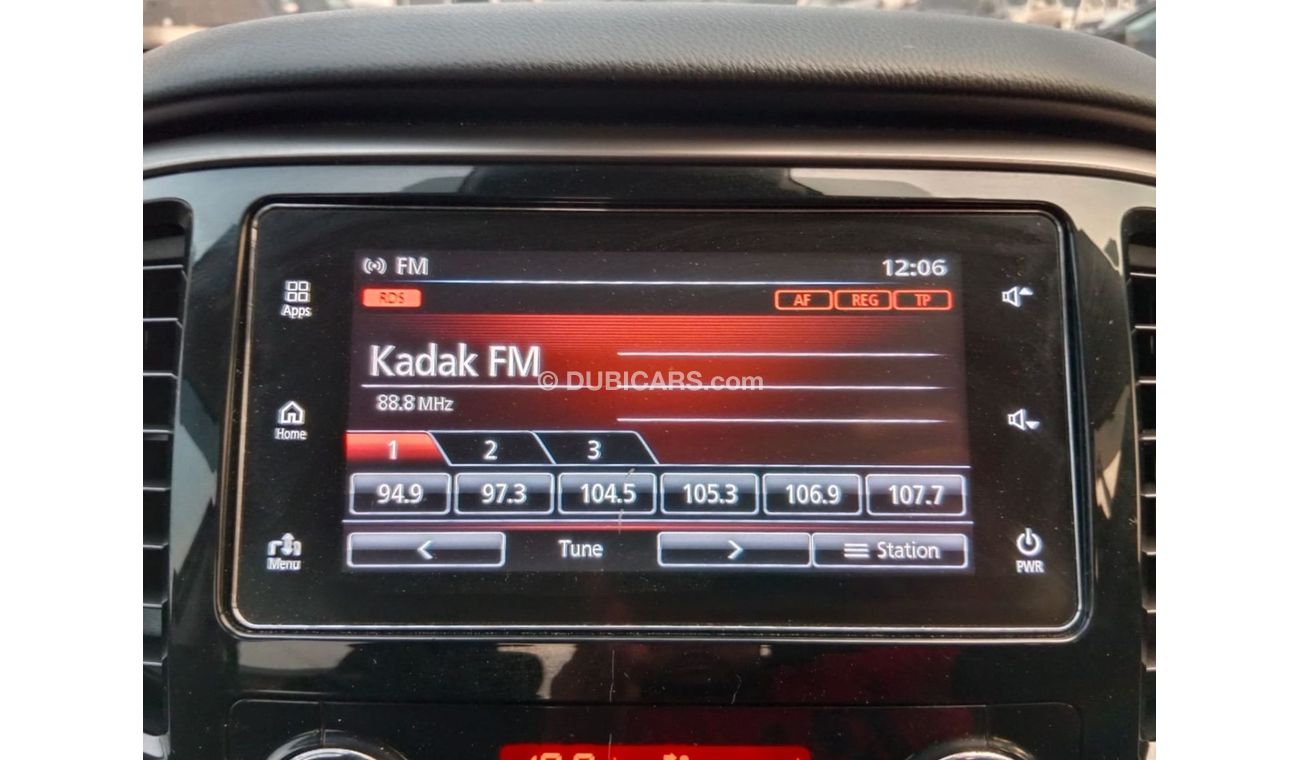 FM 12:06
RDS AF REG TP
Apps
Kadak FM
© DUBICARS.com
88.8 MHz
Home
1 2 3
94.9 97.3 104.5 105.3 106.9 107.7
< Tune > Station
Menu PWR